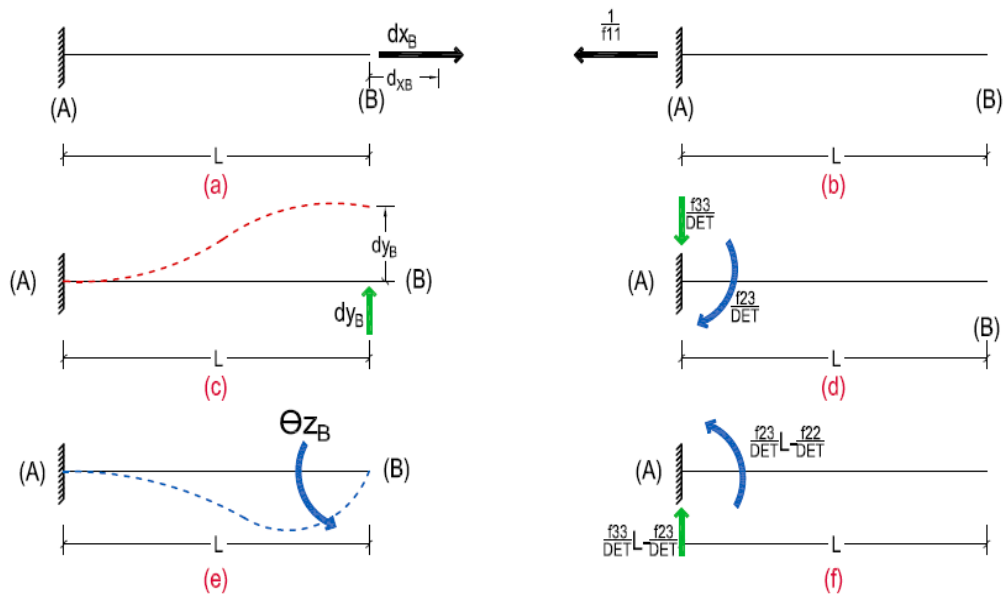 dx_B
d_XB
(A)
(B)
L
(a)
1/f11
(A)
(B)
L
(b)
(A)
dy_B
(B)
dy_B
L
(c)
f33/DET
(A)
f23/DET
(B)
L
(d)
Θz_B
(A)
(B)
L
(e)
f23/DET L-f22/DET
(A)
f33/DET L-f23/DET
L
(f)